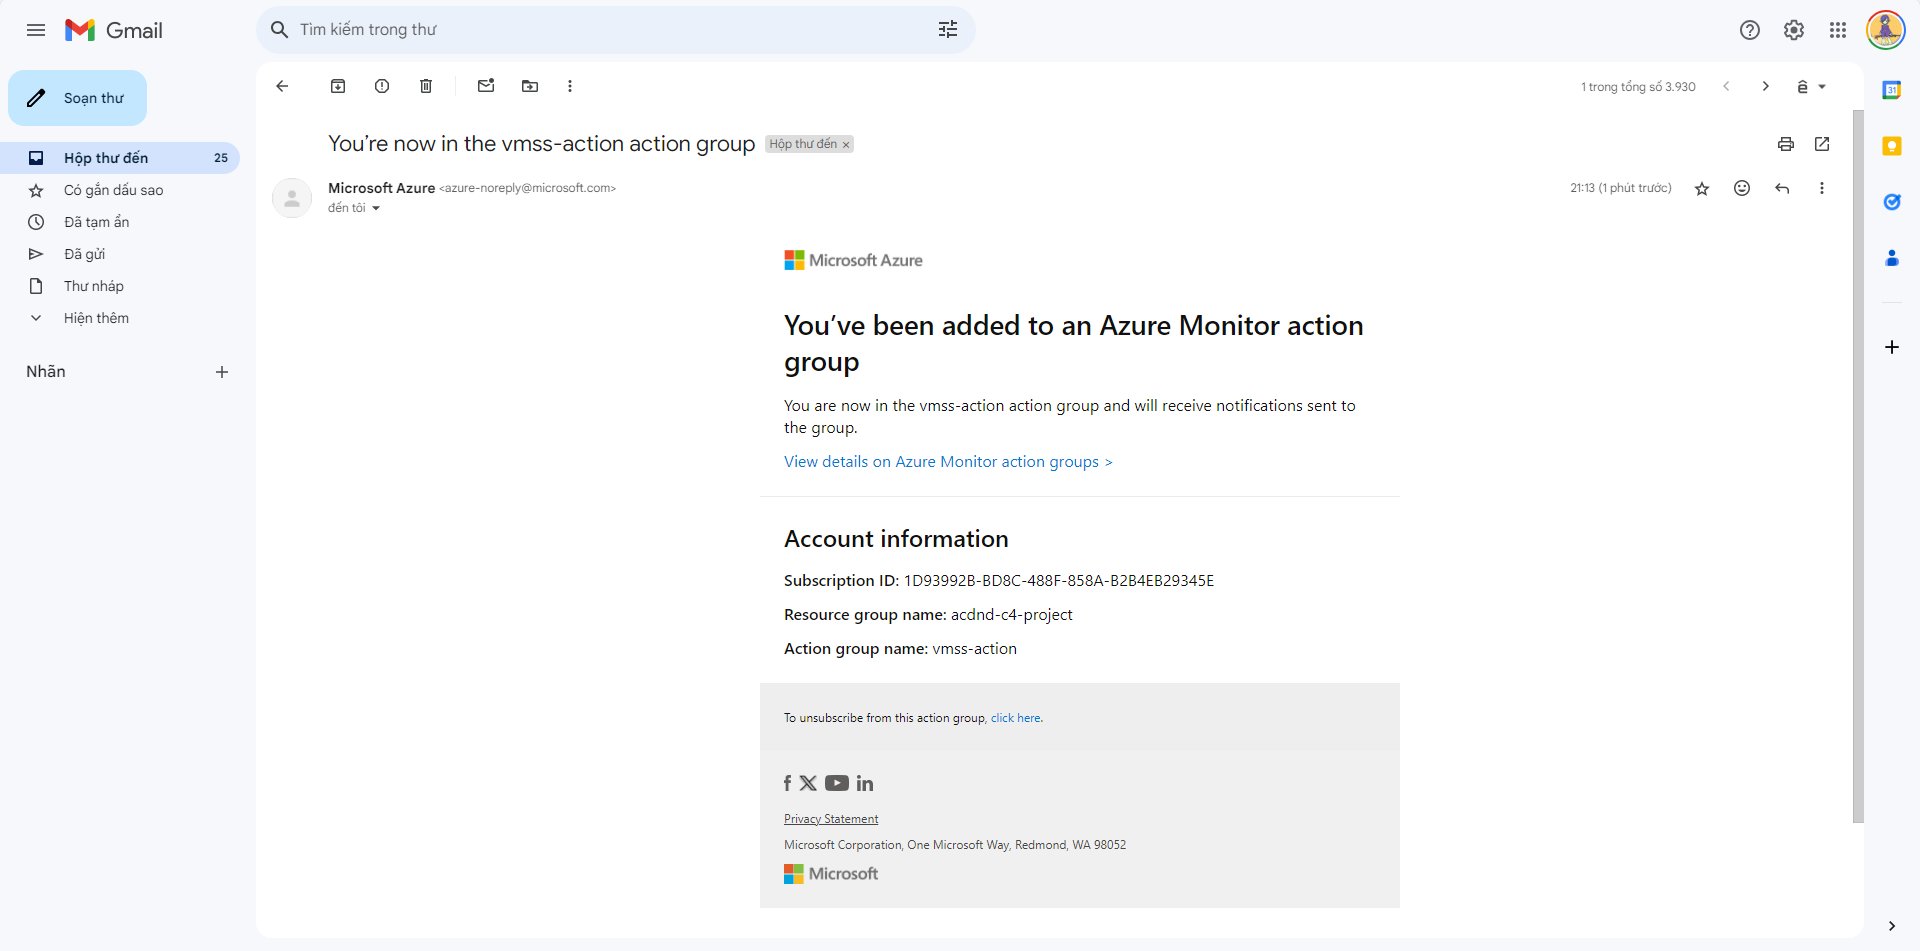 Gmail
Tìm kiếm trong thư
Soạn thư
Hộp thư đến 25
Có gắn dấu sao
Đã tạm ẩn
Đã gửi
Thư nháp
Hiện thêm
Nhãn
1 trong tổng số 3.930
You’re now in the vmss-action action group
Hộp thư đến ×
Microsoft Azure <azure-noreply@microsoft.com>
21:13 (1 phút trước)
đến tôi
Microsoft Azure
You’ve been added to an Azure Monitor action
group
You are now in the vmss-action action group and will receive notifications sent to
the group.
View details on Azure Monitor action groups >
Account information
Subscription ID: 1D93992B-BD8C-488F-858A-B2B4EB29345E
Resource group name: acdnd-c4-project
Action group name: vmss-action
To unsubscribe from this action group, click here.
Privacy Statement
Microsoft Corporation, One Microsoft Way, Redmond, WA 98052
Microsoft
31
ê